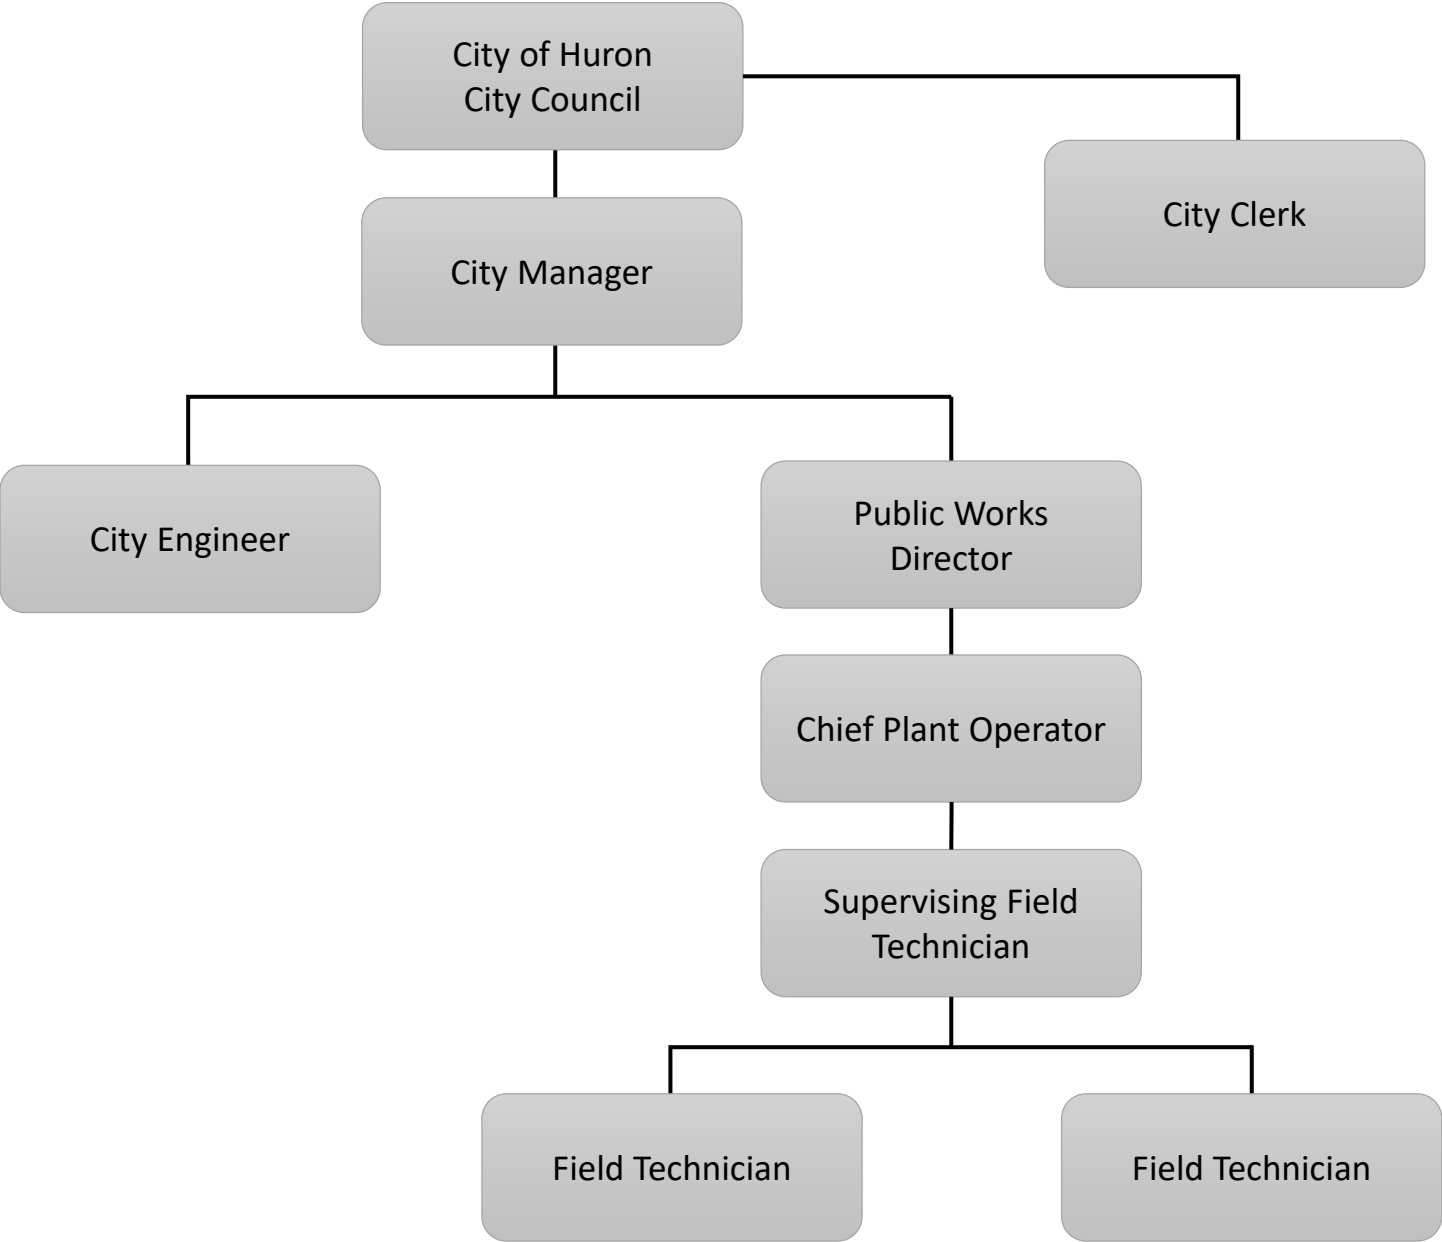 City of Huron
City Council
City Clerk
City Manager
City Engineer
Public Works
Director
Chief Plant Operator
Supervising Field
Technician
Field Technician
Field Technician